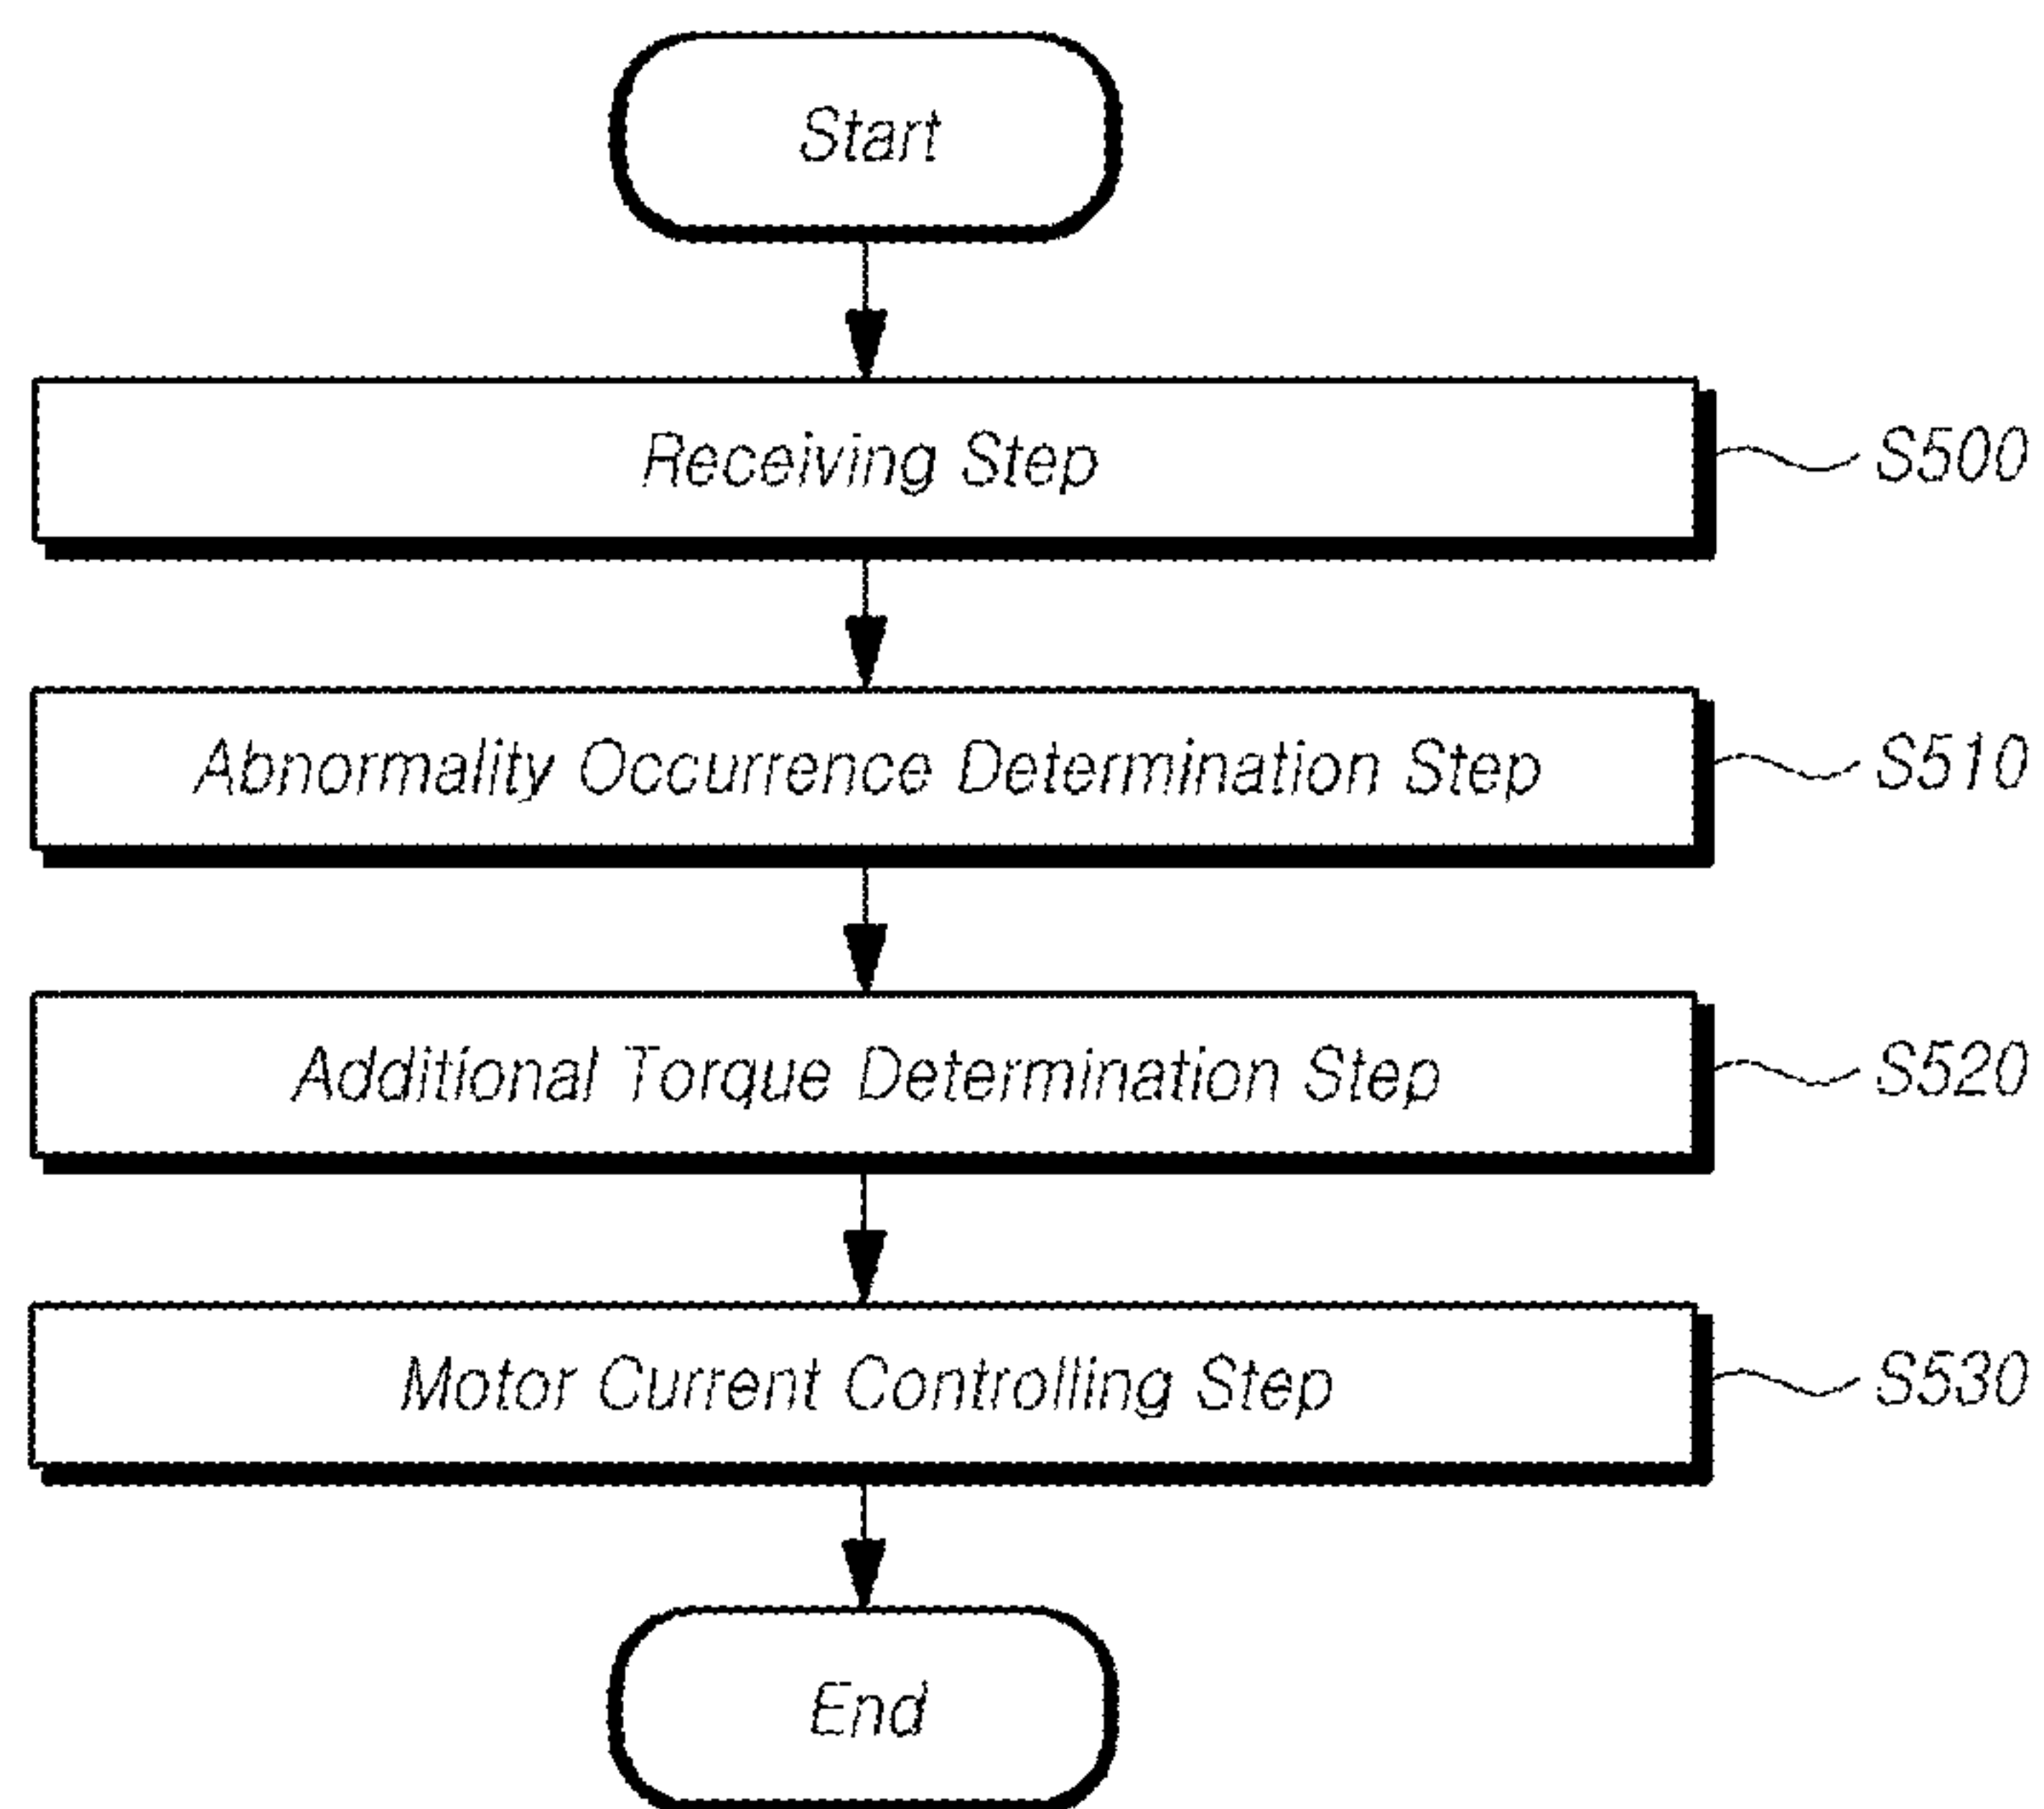 Start
Receiving Step
S500
Abnormality Occurrence Determination Step
S510
Additional Torque Determination Step
S520
Motor Current Controlling Step
S530
End